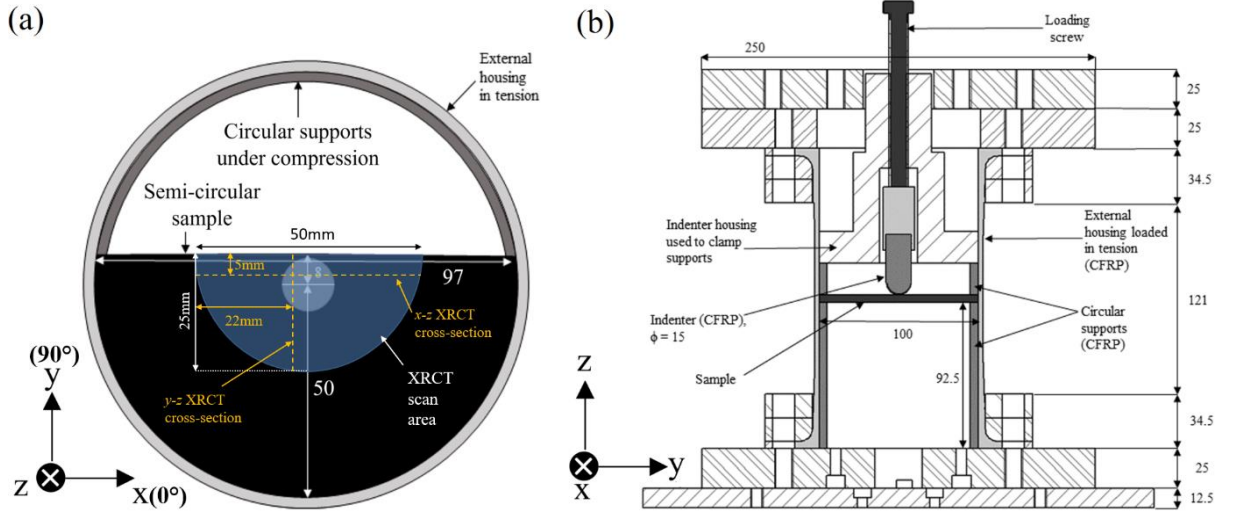 (a)
External
housing
in tension
Circular supports
under compression
Semi-circular
sample
50mm
5mm
8
97
25mm
22mm
x-z XRCT
cross-section
(90°)
y
y-z XRCT
cross-section
50
XRCT
scan
area
z
x(0°)
(b)
Loading
screw
250
25
25
34.5
Indenter housing
used to clamp
supports
External
housing loaded
in tension
(CFRP)
121
Indenter (CFRP),
ϕ = 15
100
Circular
supports
(CFRP)
Sample
92.5
z
y
x
34.5
25
12.5